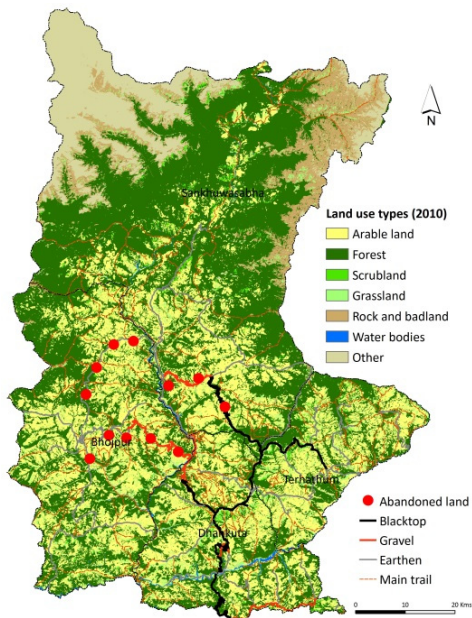 N
Sankhuwasabha
Land use types (2010)
Arable land
Forest
Scrubland
Grassland
Rock and badland
Water bodies
Other
Bhojpur
Terhathum
Dhankuta
Abandoned land
Blacktop
Gravel
Earthen
Main trail
0 10 20 Kms